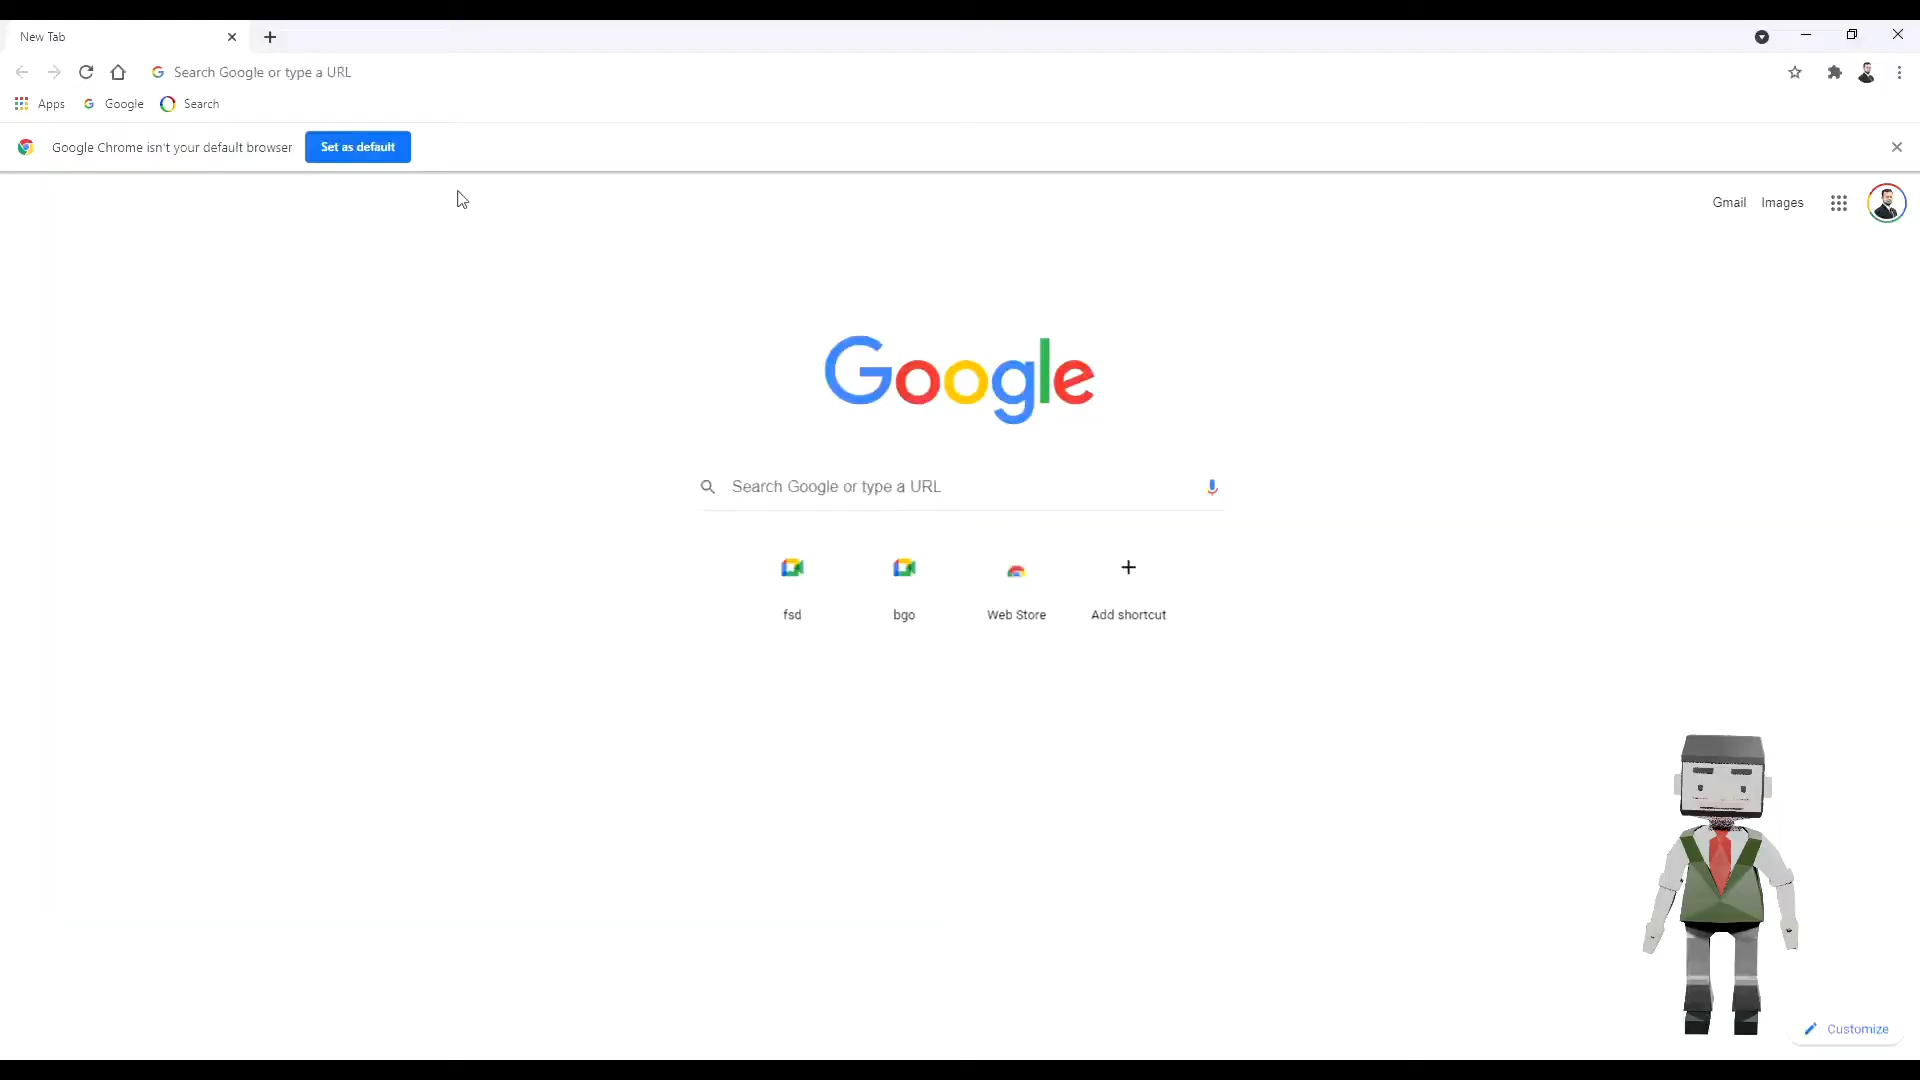 New Tab
Search Google or type a URL
Apps Google Search
Google Chrome isn't your default browser Set as default
Gmail Images
Google
Search Google or type a URL
fsd bgo Web Store Add shortcut
Customize